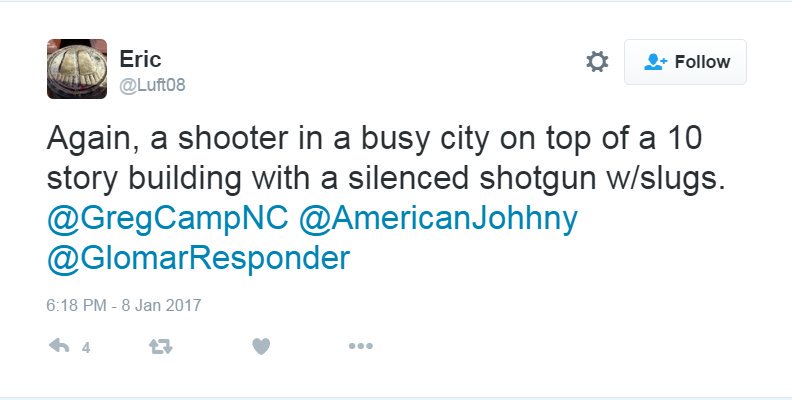 Eric
@Luft08
Follow
Again, a shooter in a busy city on top of a 10
story building with a silenced shotgun w/slugs.
@GregCampNC @AmericanJohhny
@GlomarResponder
6:18 PM - 8 Jan 2017
4